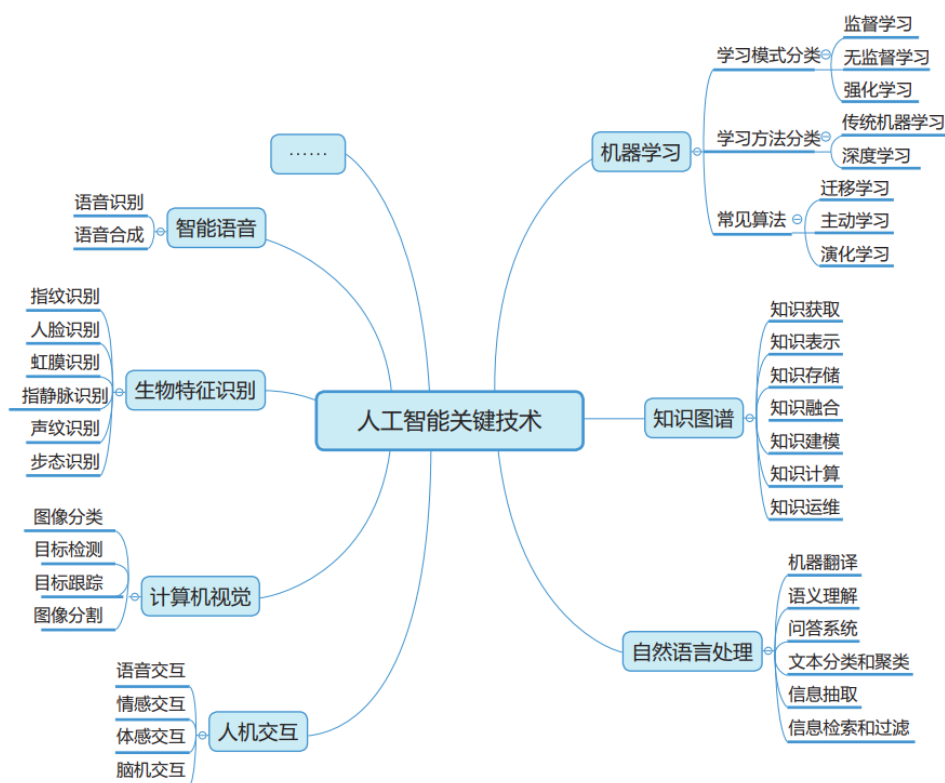 人工智能关键技术
机器学习
学习模式分类
监督学习
无监督学习
强化学习
学习方法分类
传统机器学习
深度学习
常见算法
迁移学习
主动学习
演化学习
知识图谱
知识获取
知识表示
知识存储
知识融合
知识建模
知识计算
知识运维
自然语言处理
机器翻译
语义理解
问答系统
文本分类和聚类
信息抽取
信息检索和过滤
……
智能语音
语音识别
语音合成
生物特征识别
指纹识别
人脸识别
虹膜识别
指静脉识别
声纹识别
步态识别
计算机视觉
图像分类
目标检测
目标跟踪
图像分割
人机交互
语音交互
情感交互
体感交互
脑机交互